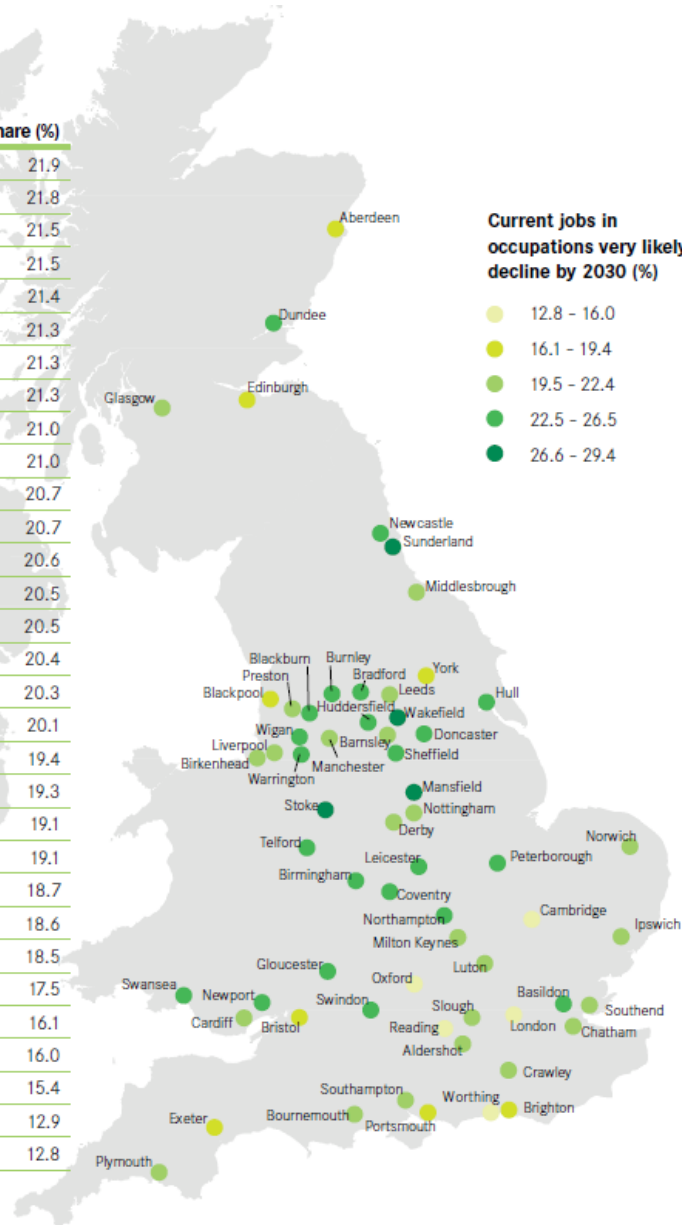 hare (%)
21.9
21.8
21.5
21.5
21.4
21.3
21.3
21.3
21.0
21.0
20.7
20.7
20.6
20.5
20.5
20.4
20.3
20.1
19.4
19.3
19.1
19.1
18.7
18.6
18.5
17.5
16.1
16.0
15.4
12.9
12.8
Current jobs in
occupations very likely
decline by 2030 (%)
12.8 - 16.0
16.1 - 19.4
19.5 - 22.4
22.5 - 26.5
26.6 - 29.4
Aberdeen
Dundee
Edinburgh
Glasgow
Newcastle
Sunderland
Middlesbrough
Blackburn
Burnley
Preston
Bradford
York
Blackpool
Leeds
Hull
Huddersfield
Wakefield
Wigan
Barnsley
Doncaster
Liverpool
Sheffield
Birkenhead
Manchester
Warrington
Mansfield
Stoke
Nottingham
Derby
Norwich
Telford
Leicester
Peterborough
Birmingham
Coventry
Cambridge
Northampton
Ipswich
Milton Keynes
Gloucester
Luton
Swansea
Oxford
Newport
Swindon
Basildon
Slough
Southend
Cardiff
Bristol
Reading
London
Chatham
Aldershot
Crawley
Southampton
Worthing
Exeter
Bournemouth
Brighton
Portsmouth
Plymouth